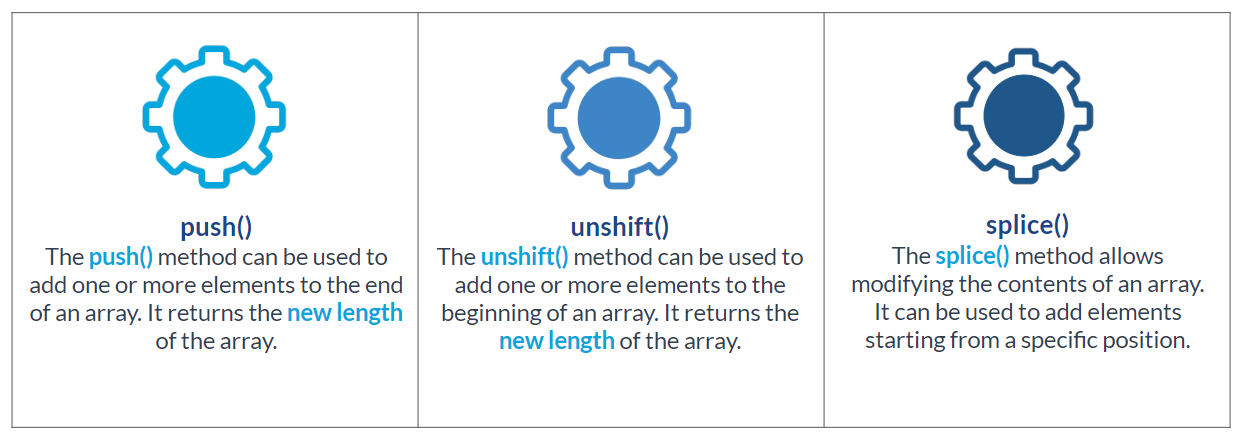 push()
The push() method can be used to
add one or more elements to the end
of an array. It returns the new length
of the array.
unshift()
The unshift() method can be used to
add one or more elements to the
beginning of an array. It returns the
new length of the array.
splice()
The splice() method allows
modifying the contents of an array.
It can be used to add elements
starting from a specific position.